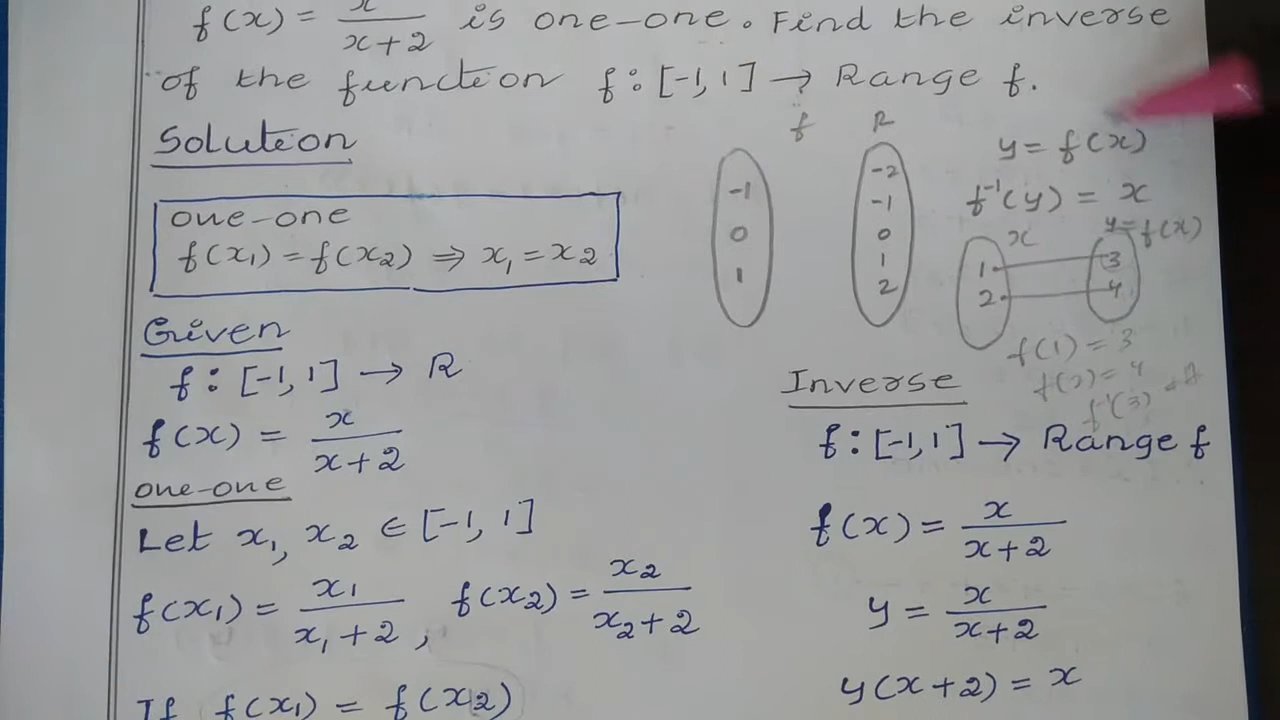 f(x) = x/(x+2) is one-one. Find the inverse
of the function f : [-1, 1] → Range f.
Solution
one-one
f(x₁) = f(x₂) ⇒ x₁ = x₂
Given
f : [-1, 1] → R
f(x) = x/(x+2)
one-one
Let x₁, x₂ ∈ [-1, 1]
f(x₁) = x₁/(x₁+2), f(x₂) = x₂/(x₂+2)
If f(x₁) = f(x₂)
f R
-1
0
1
-2
-1
0
1
2
y = f(x)
f⁻¹(y) = x
x y=f(x)
1 3
2 4
f(1) = 3
f(2) = 4
f⁻¹(3)
Inverse
f : [-1, 1] → Range f
f(x) = x/(x+2)
y = x/(x+2)
y(x+2) = x